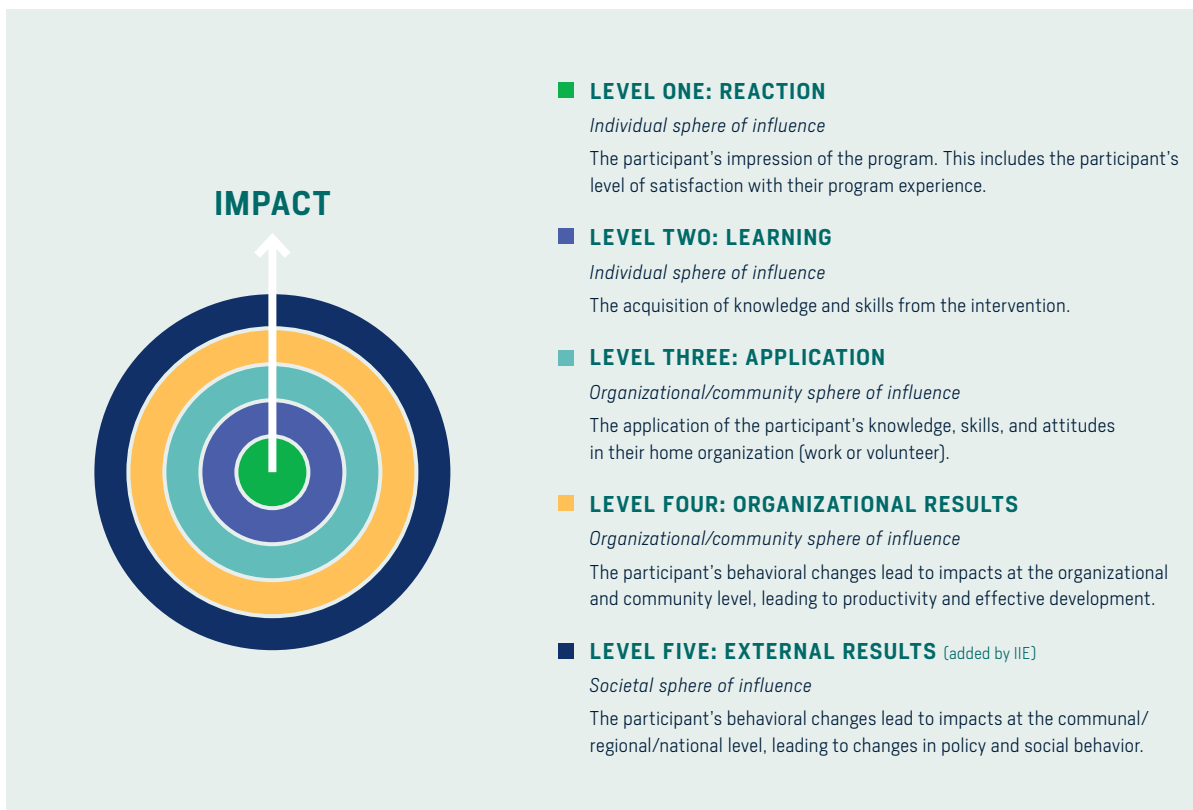 IMPACT
LEVEL ONE: REACTION
Individual sphere of influence
The participant's impression of the program. This includes the participant's
level of satisfaction with their program experience.
LEVEL TWO: LEARNING
Individual sphere of influence
The acquisition of knowledge and skills from the intervention.
LEVEL THREE: APPLICATION
Organizational/community sphere of influence
The application of the participant's knowledge, skills, and attitudes
in their home organization (work or volunteer).
LEVEL FOUR: ORGANIZATIONAL RESULTS
Organizational/community sphere of influence
The participant's behavioral changes lead to impacts at the organizational
and community level, leading to productivity and effective development.
LEVEL FIVE: EXTERNAL RESULTS (added by IIE)
Societal sphere of influence
The participant's behavioral changes lead to impacts at the communal/
regional/national level, leading to changes in policy and social behavior.